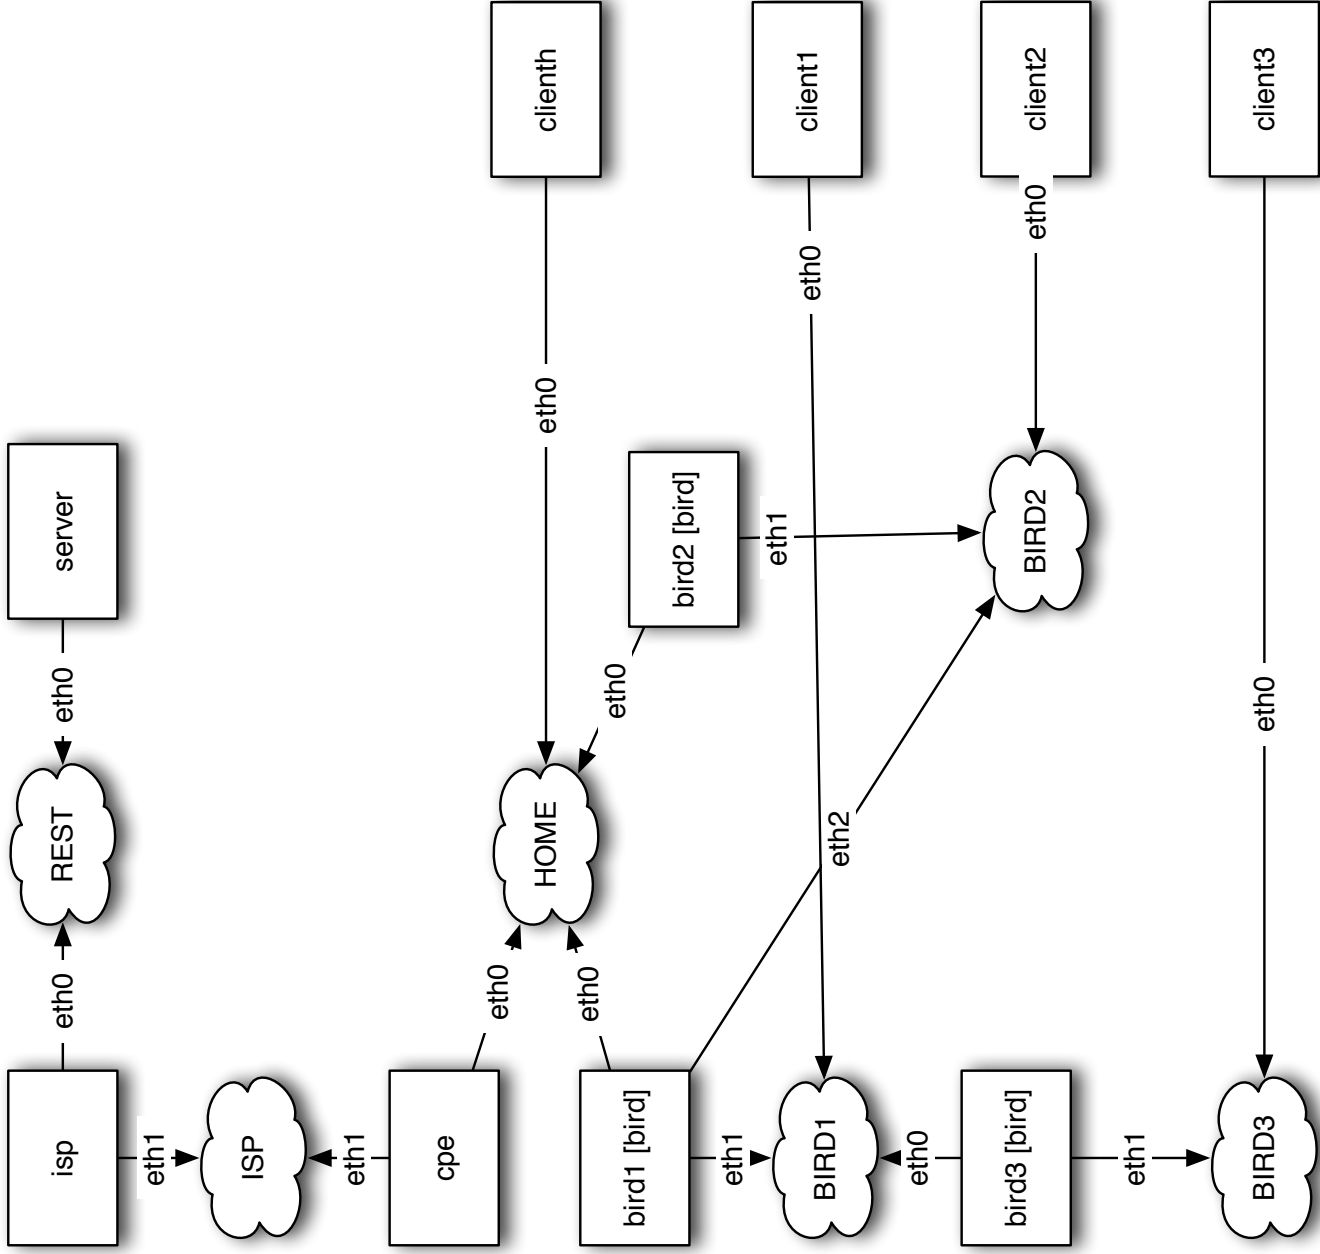 clienth
client1
client2
client3
eth0
eth0
eth0
server
bird2 [bird]
eth1
BIRD2
eth0
eth0
eth0
REST
HOME
eth2
eth0
eth0
eth0
isp
eth1
ISP
eth1
cpe
bird1 [bird]
eth1
BIRD1
eth0
bird3 [bird]
eth1
BIRD3